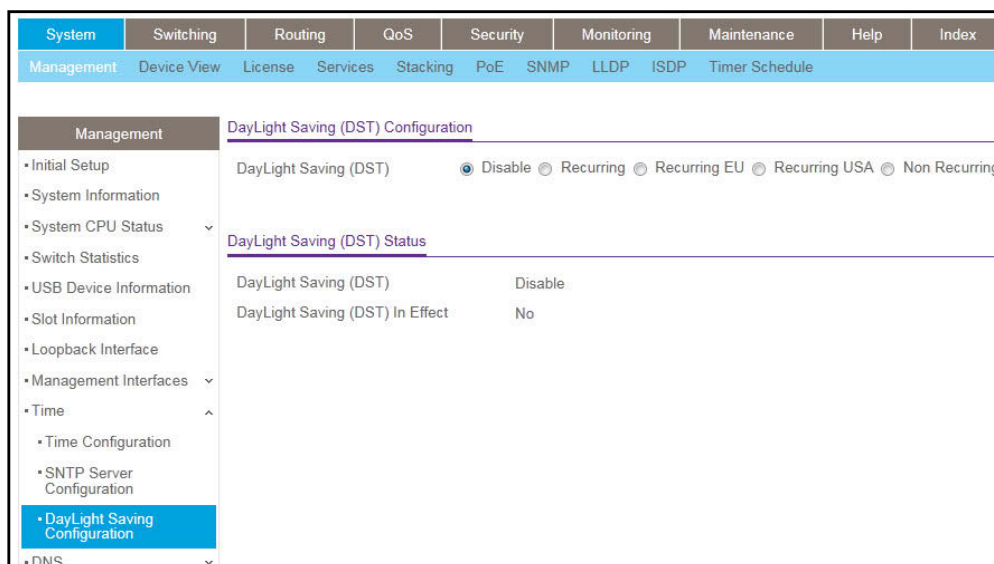 System Switching Routing QoS Security Monitoring Maintenance Help Index
Management Device View License Services Stacking PoE SNMP LLDP ISDP Timer Schedule
Management
Initial Setup
System Information
System CPU Status
Switch Statistics
USB Device Information
Slot Information
Loopback Interface
Management Interfaces
Time
Time Configuration
SNTP Server
Configuration
DayLight Saving
Configuration
DNS
DayLight Saving (DST) Configuration
DayLight Saving (DST) Disable Recurring Recurring EU Recurring USA Non Recurring
DayLight Saving (DST) Status
DayLight Saving (DST) Disable
DayLight Saving (DST) In Effect No